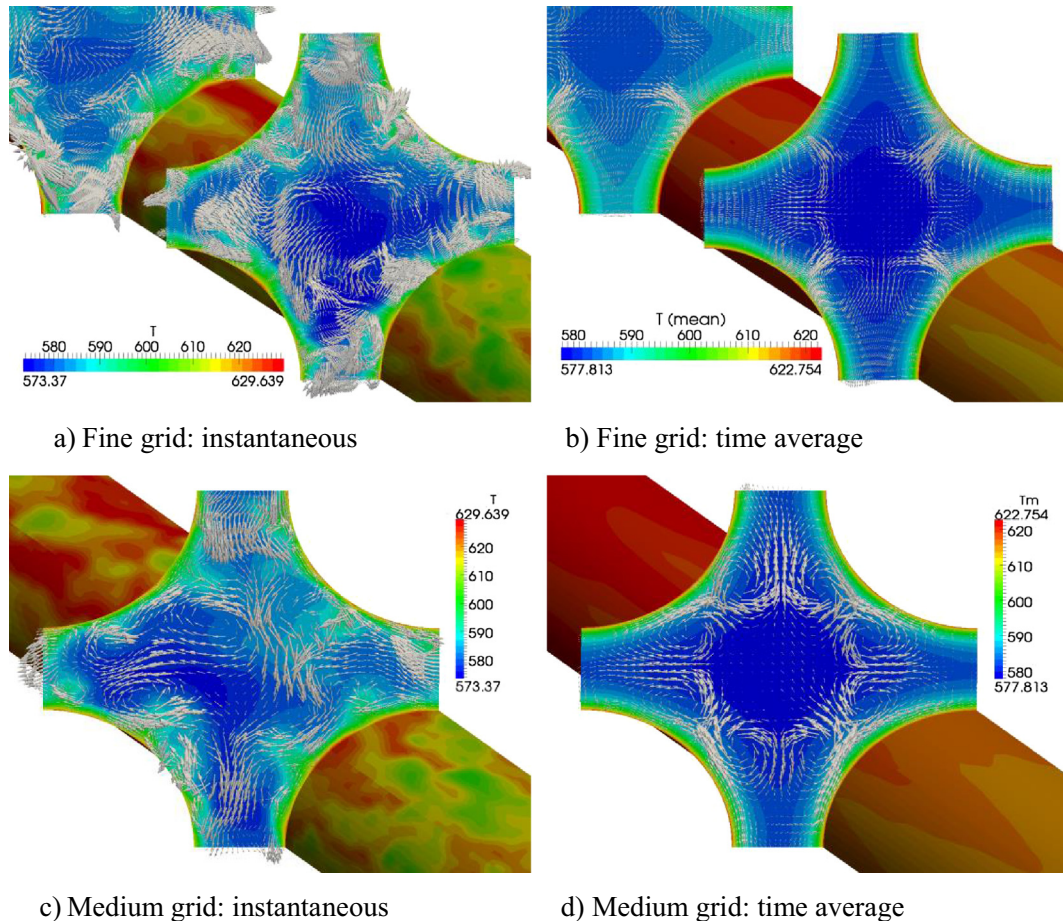 T
580 590 600 610 620
573.37 629.639
T (mean)
580 590 600 610 620
577.813 622.754
a) Fine grid: instantaneous
b) Fine grid: time average
T
629.639
620
610
600
590
580
573.37
Tm
622.754
620
610
600
590
580
577.813
c) Medium grid: instantaneous
d) Medium grid: time average